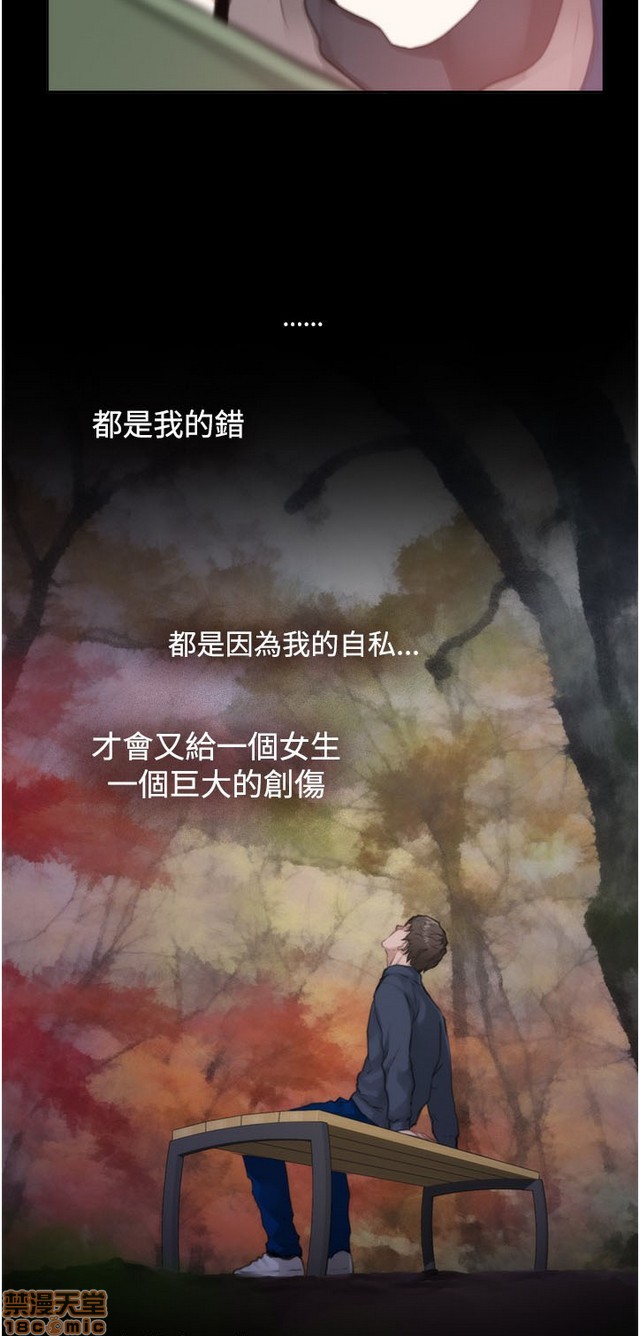 ......
都是我的錯
都是因為我的自私...
才會又給一個女生
一個巨大的創傷
禁漫天堂
18comic